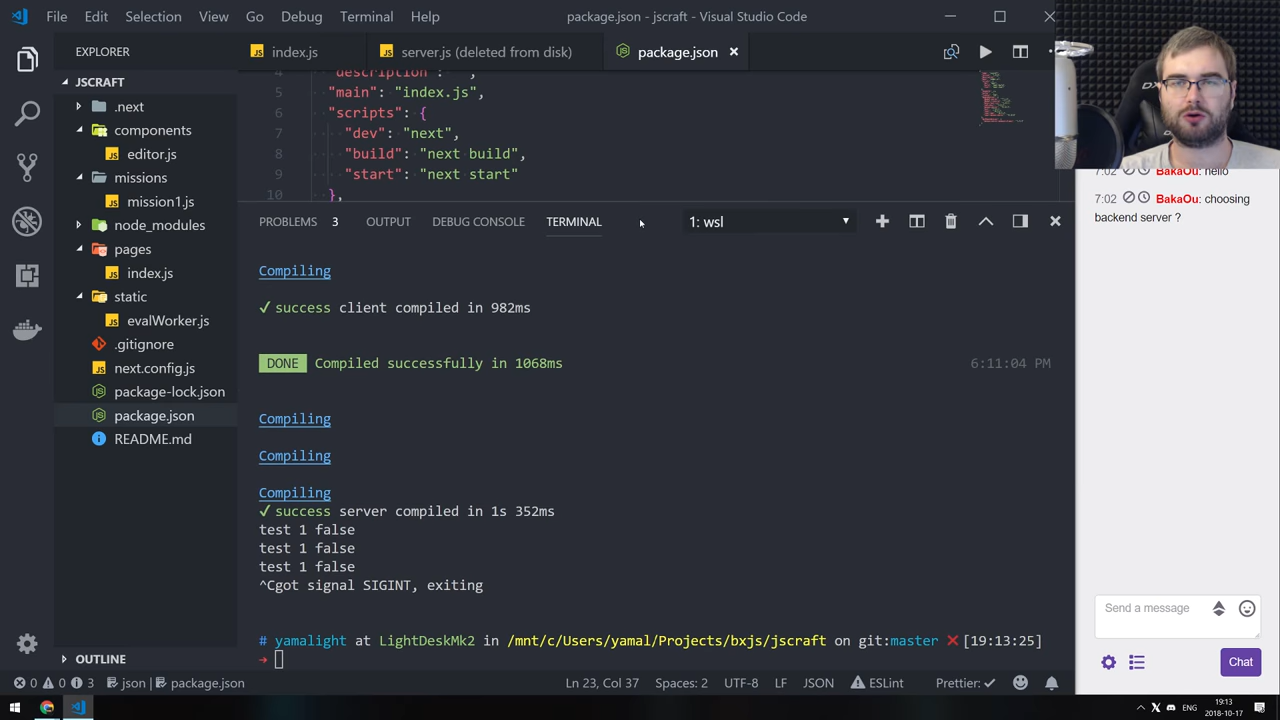 File Edit Selection View Go Debug Terminal Help
package.json - jscraft - Visual Studio Code
EXPLORER
JSCRAFT
.next
components
editor.js
missions
mission1.js
node_modules
pages
index.js
static
evalWorker.js
.gitignore
next.config.js
package-lock.json
package.json
README.md
OUTLINE
index.js
server.js (deleted from disk)
package.json
4 "description": "",
5 "main": "index.js",
6 "scripts": {
7 "dev": "next",
8 "build": "next build",
9 "start": "next start"
10 },
PROBLEMS 3 OUTPUT DEBUG CONSOLE TERMINAL
1: wsl
Compiling
✓ success client compiled in 982ms
DONE Compiled successfully in 1068ms 6:11:04 PM
Compiling
Compiling
Compiling
✓ success server compiled in 1s 352ms
test 1 false
test 1 false
test 1 false
^Cgot signal SIGINT, exiting
# yamalight at LightDeskMk2 in /mnt/c/Users/yamal/Projects/bxjs/jscraft on git:master ✗ [19:13:25]
➜
7:02 BakaOu: hello
7:02 BakaOu: choosing
backend server ?
Send a message
Chat
0 0 3 json package.json
Ln 23, Col 37 Spaces: 2 UTF-8 LF JSON ESLint Prettier: ✓
ENG
19:13
2018-10-17